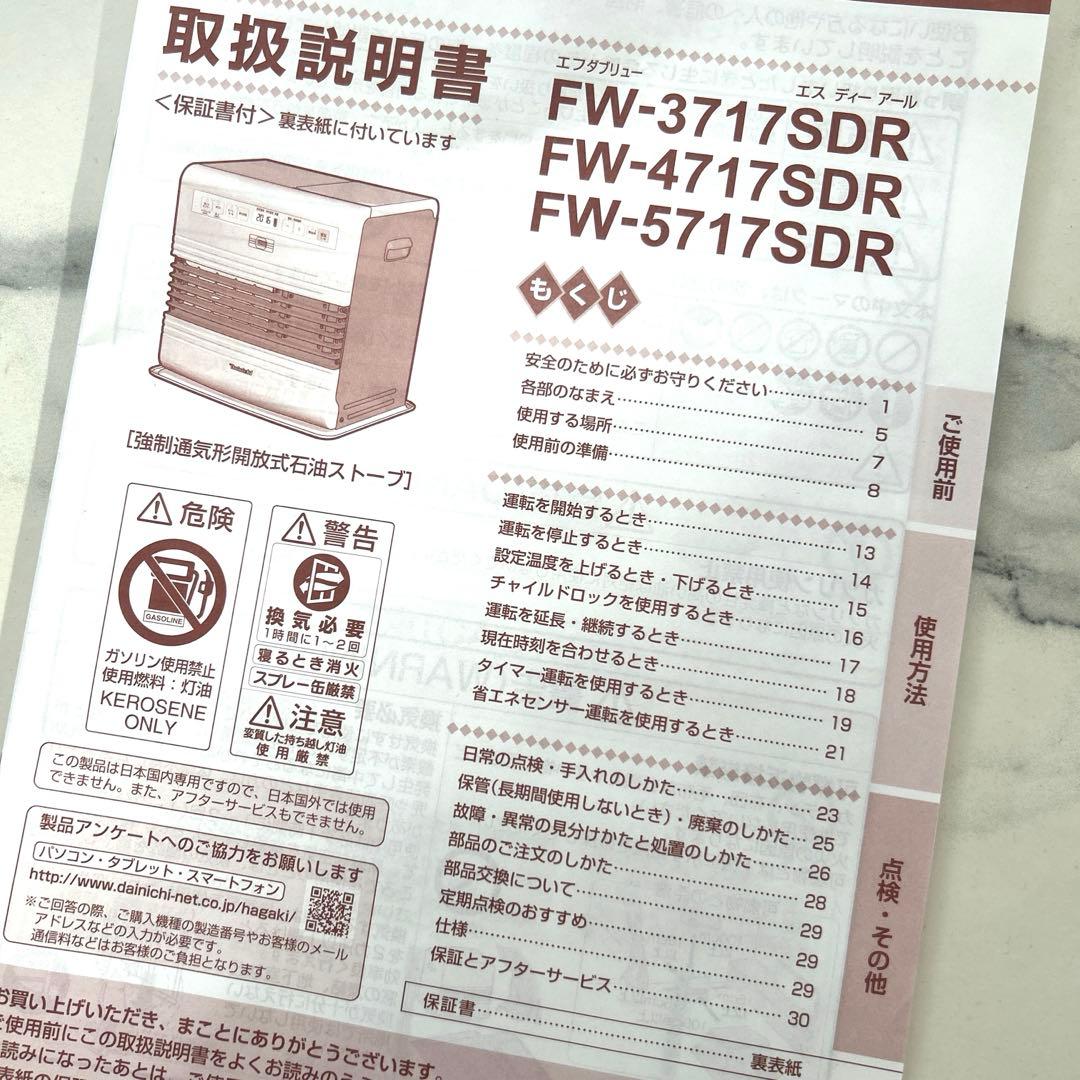 取扱説明書
＜保証書付＞裏表紙に付いています
エフダブリュー
エス ディー アール
FW-3717SDR
FW-4717SDR
FW-5717SDR
もくじ
[強制通気形開放式石油ストーブ]
危険
GASOLINE
ガソリン使用禁止
使用燃料：灯油
KEROSENE
ONLY
警告
換気必要
1時間に1～2回
寝るとき消火
スプレー缶厳禁
注意
変質した持ち越し灯油
使用厳禁
この製品は日本国内専用ですので、日本国外では使用
できません。また、アフターサービスもできません。
製品アンケートへのご協力をお願いします
パソコン・タブレット・スマートフォン
http://www.dainichi-net.co.jp/hagaki/
※ご回答の際、ご購入機種の製造番号やお客様のメール
アドレスなどの入力が必要です。
通信料などはお客様のご負担となります。
安全のために必ずお守りください 1
各部のなまえ 5
使用する場所 7
使用前の準備 8
ご使用前
運転を開始するとき 13
運転を停止するとき 14
設定温度を上げるとき・下げるとき 15
チャイルドロックを使用するとき 16
運転を延長・継続するとき 17
現在時刻を合わせるとき 18
タイマー運転を使用するとき 19
省エネセンサー運転を使用するとき 21
使用方法
日常の点検・手入れのしかた 23
保管(長期間使用しないとき)・廃棄のしかた 25
故障・異常の見分けかたと処置のしかた 26
部品のご注文のしかた 28
部品交換について 29
定期点検のおすすめ 29
仕様 29
保証とアフターサービス 30
保証書 裏表紙
点検・その他
お買い上げいただき、まことにありがとうございます。
ご使用前にこの取扱説明書をよくお読みのうえ